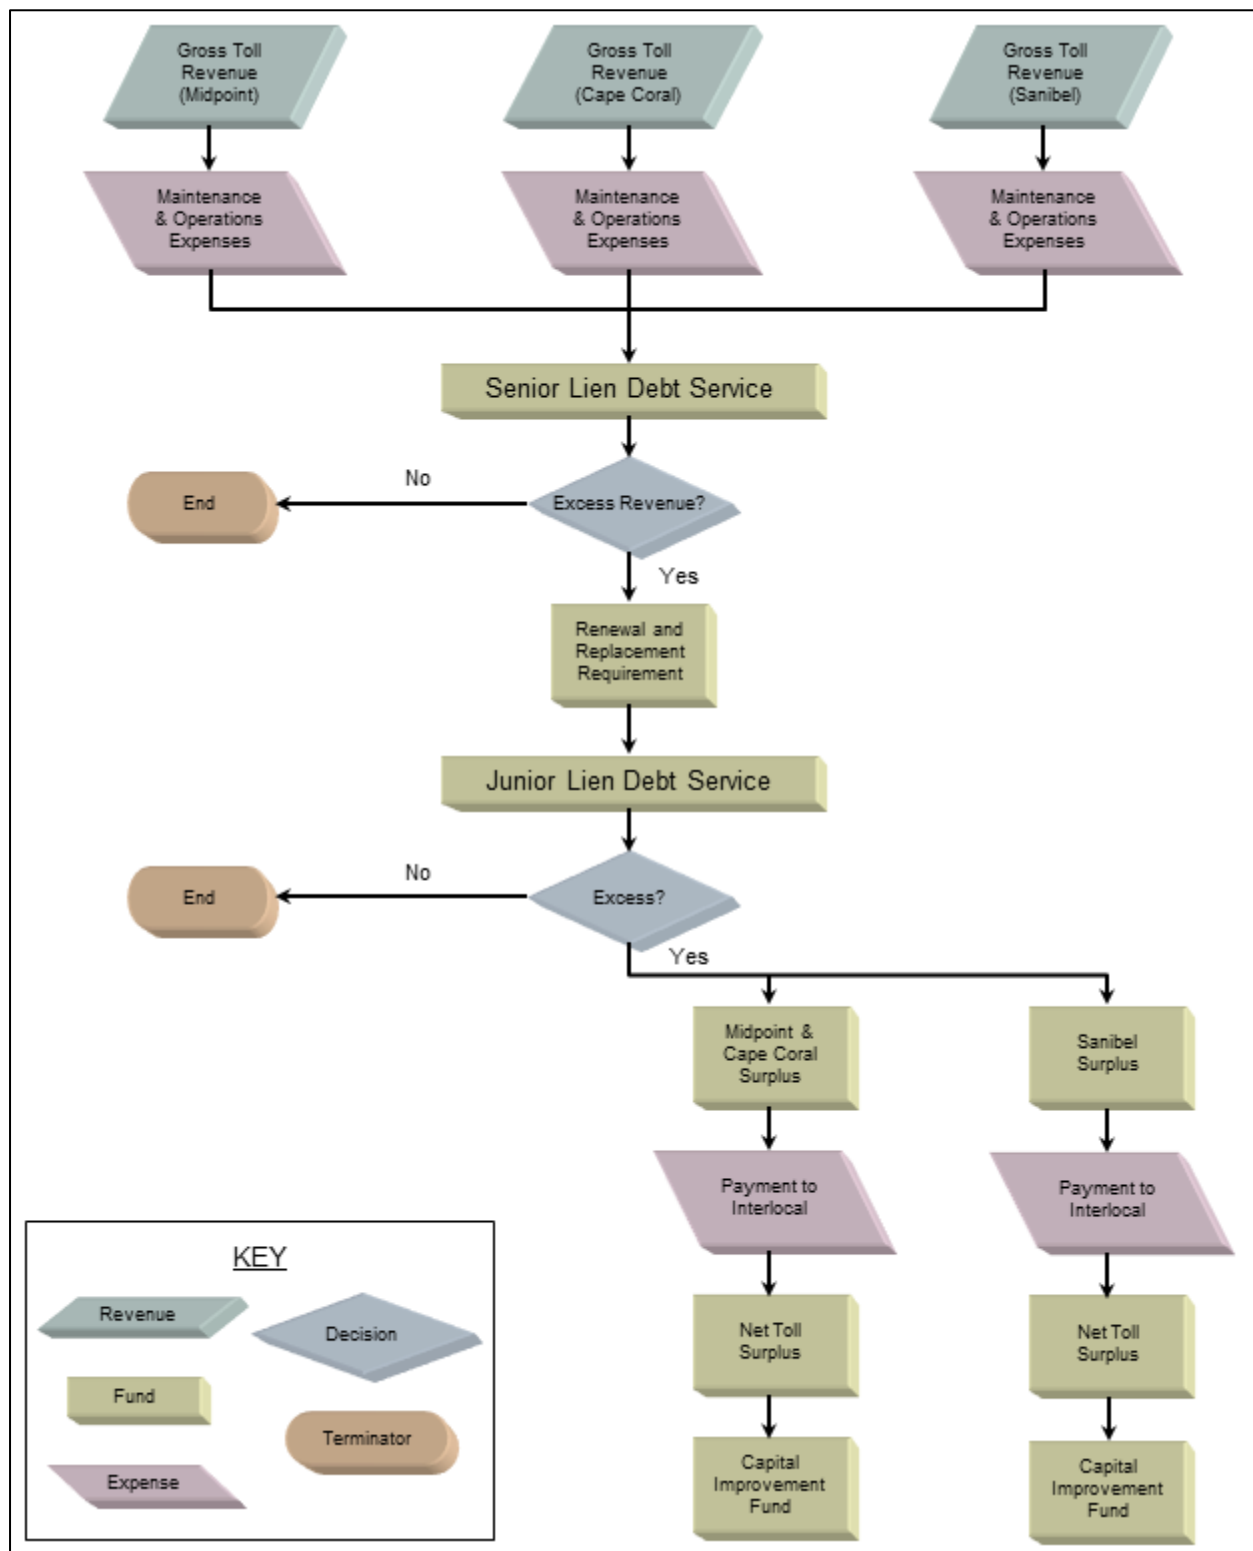 Gross Toll
Revenue
(Midpoint)
Gross Toll
Revenue
(Cape Coral)
Gross Toll
Revenue
(Sanibel)
Maintenance
& Operations
Expenses
Maintenance
& Operations
Expenses
Maintenance
& Operations
Expenses
Senior Lien Debt Service
No
End
Excess Revenue?
Yes
Renewal and
Replacement
Requirement
Junior Lien Debt Service
No
End
Excess?
Yes
Midpoint &
Cape Coral
Surplus
Sanibel
Surplus
Payment to
Interlocal
Payment to
Interlocal
Net Toll
Surplus
Net Toll
Surplus
Capital
Improvement
Fund
Capital
Improvement
Fund
KEY
Revenue
Decision
Fund
Terminator
Expense